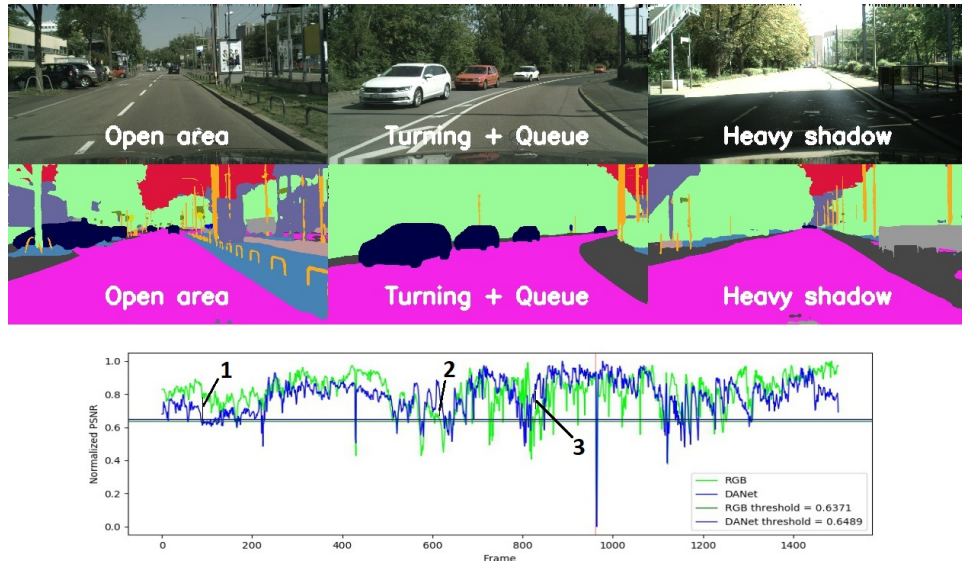 Open area
Turning + Queue
Heavy shadow
Open area
Turning + Queue
Heavy shadow
1.0
0.8
0.6
0.4
0.2
0.0
Normalized PSNR
1
2
3
RGB
DANet
RGB threshold = 0.6371
DANet threshold = 0.6489
0 200 400 600 800 1000 1200 1400
Frame